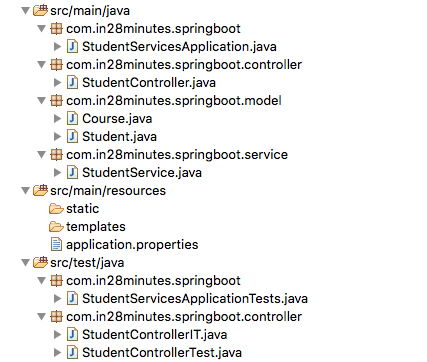 src/main/java
com.in28minutes.springboot
StudentServicesApplication.java
com.in28minutes.springboot.controller
StudentController.java
com.in28minutes.springboot.model
Course.java
Student.java
com.in28minutes.springboot.service
StudentService.java
src/main/resources
static
templates
application.properties
src/test/java
com.in28minutes.springboot
StudentServicesApplicationTests.java
com.in28minutes.springboot.controller
StudentControllerIT.java
StudentControllerTest.java